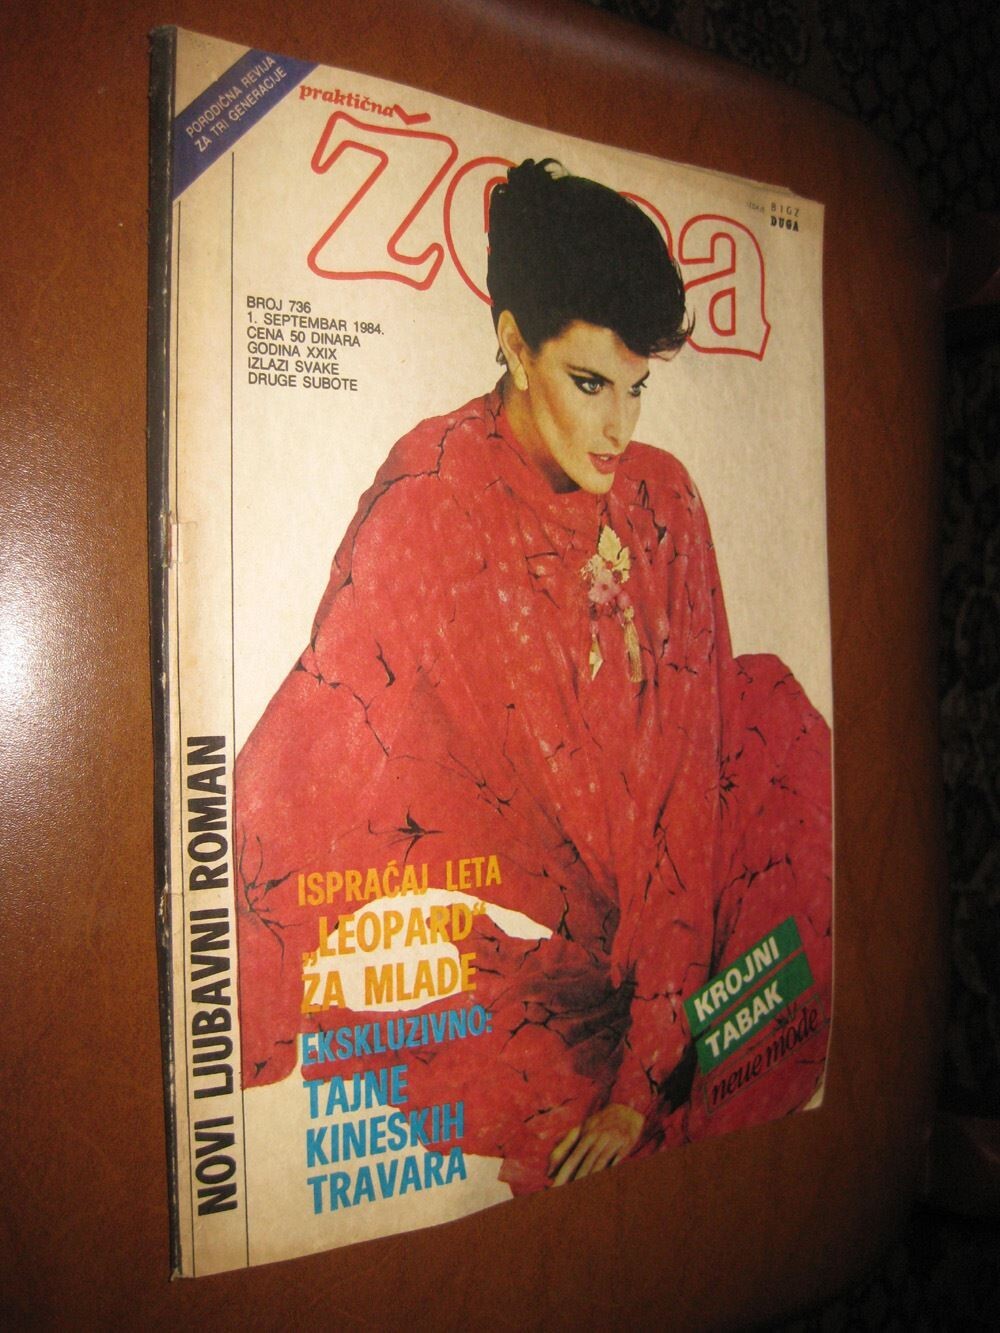 PORODIČNA REVIJA
ZA TRI GENERACIJE
praktična
žena
BIGZ
DUGA
BROJ 736
1. SEPTEMBAR 1984.
CENA 50 DINARA
GODINA XXIX
IZLAZI SVAKE
DRUGE SUBOTE
NOVI LJUBAVNI ROMAN
ISPRAĆAJ LETA
„LEOPARD“
ZA MLADE
EKSKLUZIVNO:
TAJNE
KINESKIH
TRAVARA
KROJNI
TABAK
neue mode